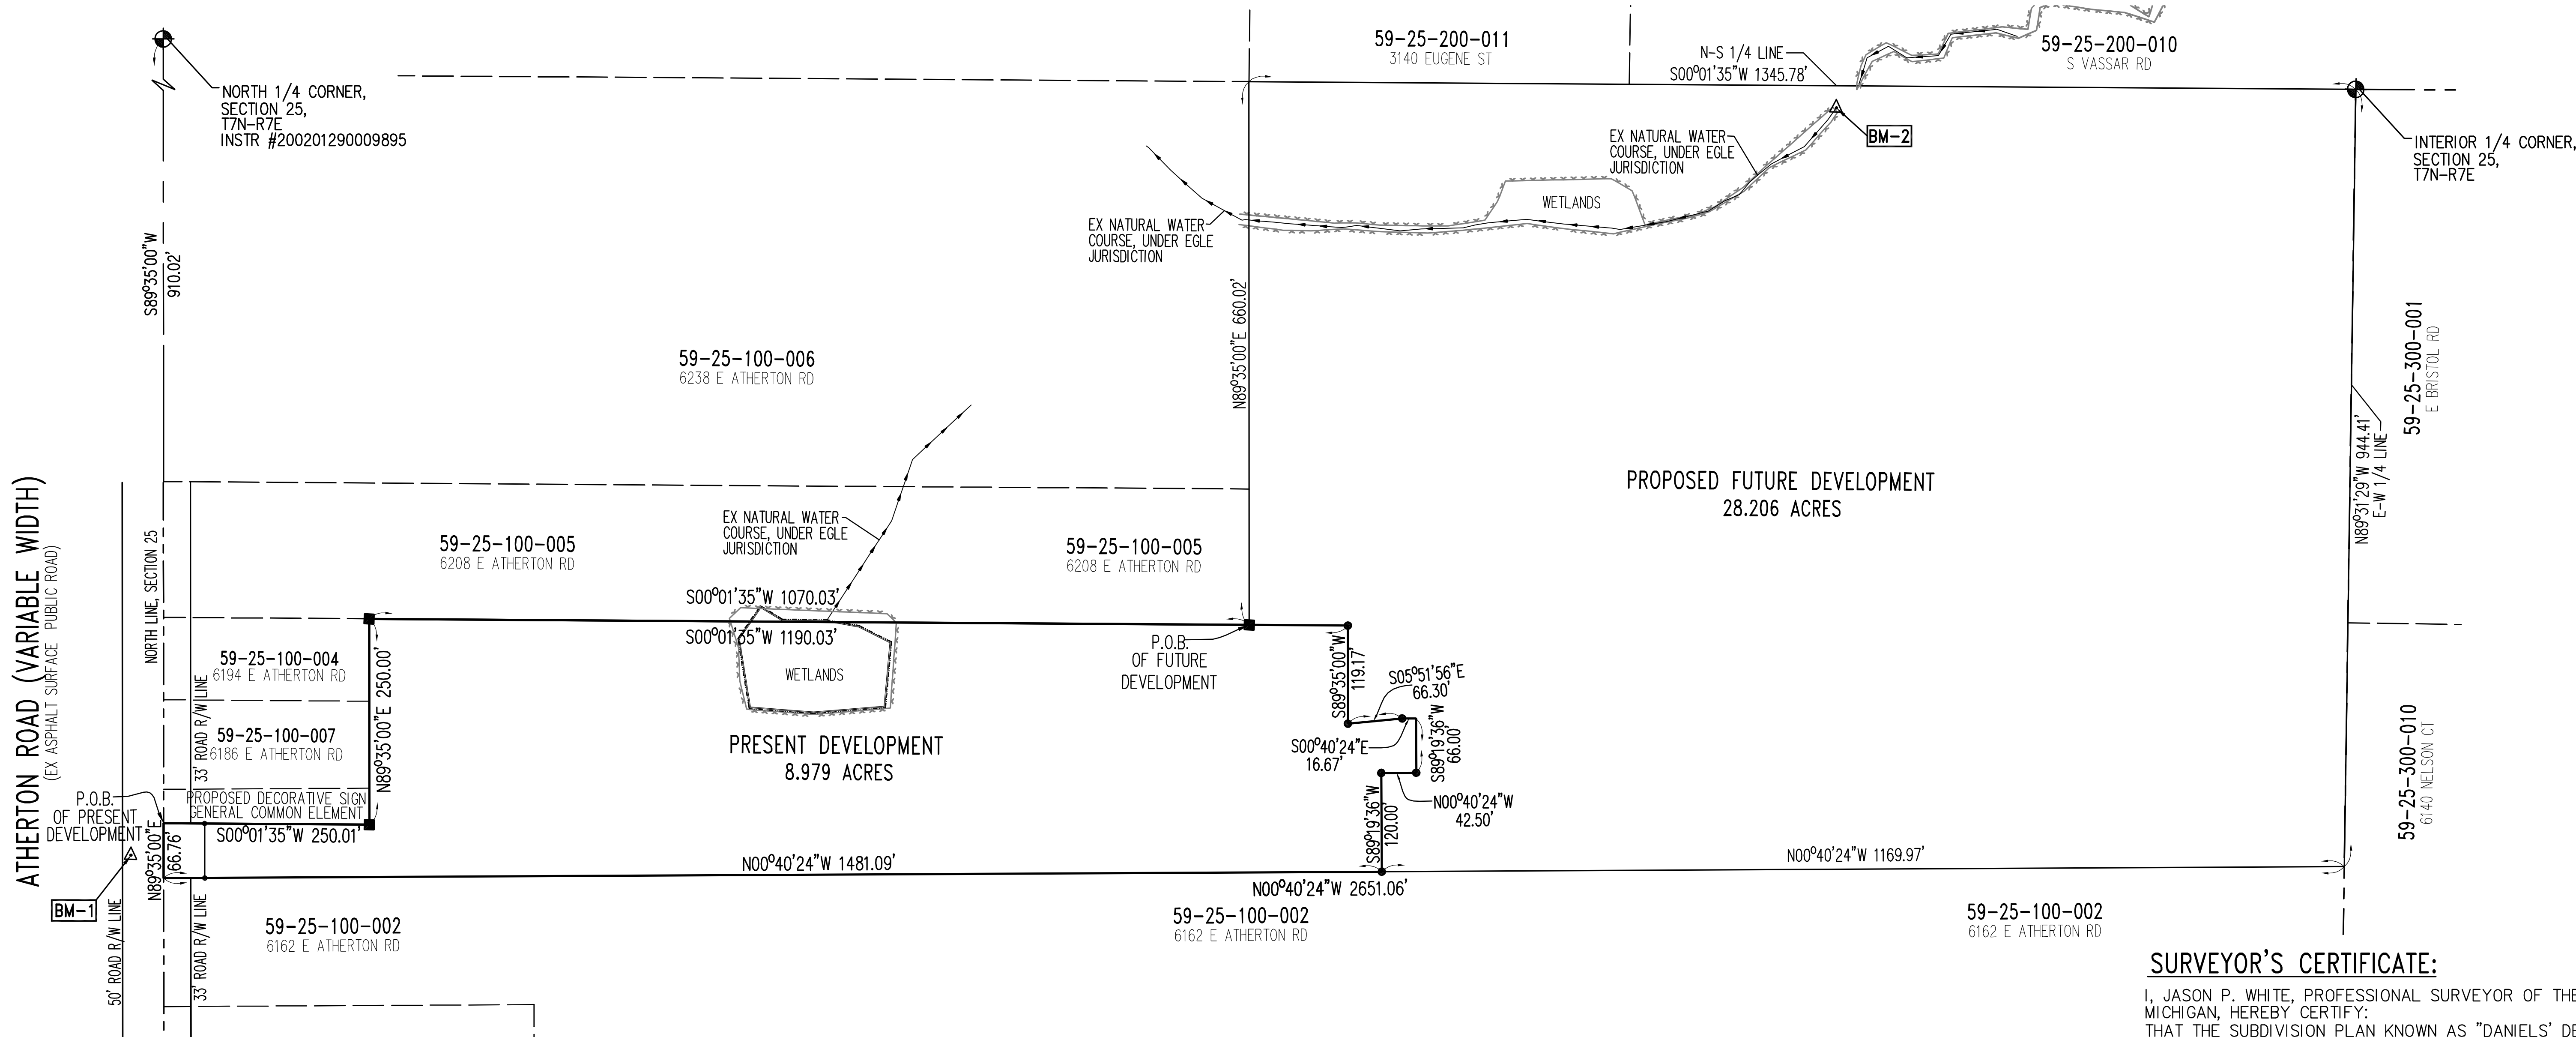 59-25-200-011
3140 EUGENE ST
N-S 1/4 LINE
S00°01'35"W 1345.78'
59-25-200-010
S VASSAR RD
NORTH 1/4 CORNER,
SECTION 25,
T7N-R7E
INSTR #200201290009895
EX NATURAL WATER
COURSE, UNDER EGLE
JURISDICTION
BM-2
INTERIOR 1/4 CORNER,
SECTION 25,
T7N-R7E
WETLANDS
EX NATURAL WATER
COURSE, UNDER EGLE
JURISDICTION
S89°35'00"W
910.02'
N89°35'00"E 660.02'
59-25-100-006
6238 E ATHERTON RD
59-25-300-001
E BRISTOL RD
N89°31'29"W 944.41'
E-W 1/4 LINE
PROPOSED FUTURE DEVELOPMENT
28.206 ACRES
ATHERTON ROAD (VARIABLE WIDTH)
(EX ASPHALT SURFACE PUBLIC ROAD)
NORTH LINE, SECTION 25
EX NATURAL WATER
COURSE, UNDER EGLE
JURISDICTION
59-25-100-005
6208 E ATHERTON RD
59-25-100-005
6208 E ATHERTON RD
S00°01'35"W 1070.03'
S00°01'35"W 1190.03'
WETLANDS
P.O.B.
OF FUTURE
DEVELOPMENT
S89°35'00"W
119.17'
S05°51'56"E
66.30'
S00°40'24"E
16.67'
S89°19'36"W
66.00'
N00°40'24"W
42.50'
S89°19'36"W
120.00'
59-25-100-004
6194 E ATHERTON RD
33' ROAD R/W LINE
N89°35'00"E 250.00'
59-25-100-007
6186 E ATHERTON RD
PRESENT DEVELOPMENT
8.979 ACRES
59-25-300-010
6140 NELSON CT
P.O.B.
OF PRESENT
DEVELOPMENT
PROPOSED DECORATIVE SIGN
GENERAL COMMON ELEMENT
S00°01'35"W 250.01'
N89°35'00"E
66.76'
N00°40'24"W 1481.09'
N00°40'24"W 1169.97'
N00°40'24"W 2651.06'
BM-1
50' ROAD R/W LINE
33' ROAD R/W LINE
59-25-100-002
6162 E ATHERTON RD
59-25-100-002
6162 E ATHERTON RD
59-25-100-002
6162 E ATHERTON RD
SURVEYOR'S CERTIFICATE:
I, JASON P. WHITE, PROFESSIONAL SURVEYOR OF THE
MICHIGAN, HEREBY CERTIFY:
THAT THE SUBDIVISION PLAN KNOWN AS "DANIELS' DE